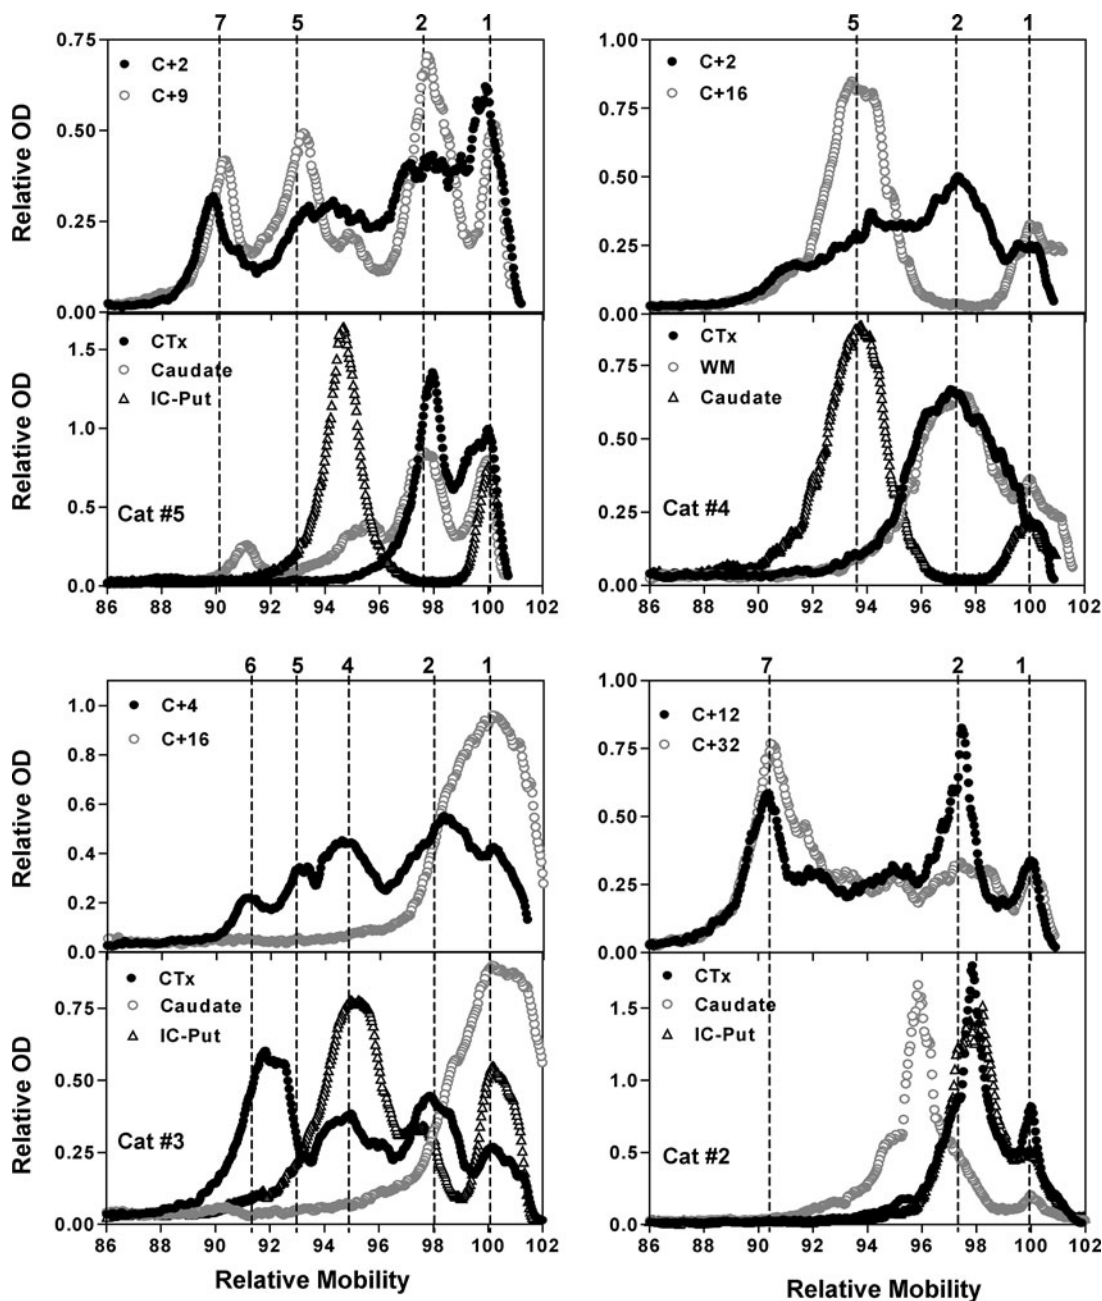 7 5 2 1
0.75
C+2
C+9
0.50
0.25
0.00
Relative OD
5 2 1
1.00
C+2
C+16
0.75
0.50
0.25
0.00
Relative OD
1.5
CTx
Caudate
IC-Put
1.0
0.5
Cat #5
0.0
86 88 90 92 94 96 98 100 102
CTx
WM
Caudate
0.75
0.50
0.25
Cat #4
0.00
86 88 90 92 94 96 98 100 102
6 5 4 2 1
1.0
C+4
C+16
0.8
0.6
0.4
0.2
0.0
Relative OD
7 2 1
1.00
C+12
C+32
0.75
0.50
0.25
0.00
Relative OD
CTx
Caudate
IC-Put
0.75
0.50
0.25
Cat #3
0.00
86 88 90 92 94 96 98 100 102
Relative Mobility
CTx
Caudate
IC-Put
1.5
1.0
0.5
Cat #2
0.0
86 88 90 92 94 96 98 100 102
Relative Mobility